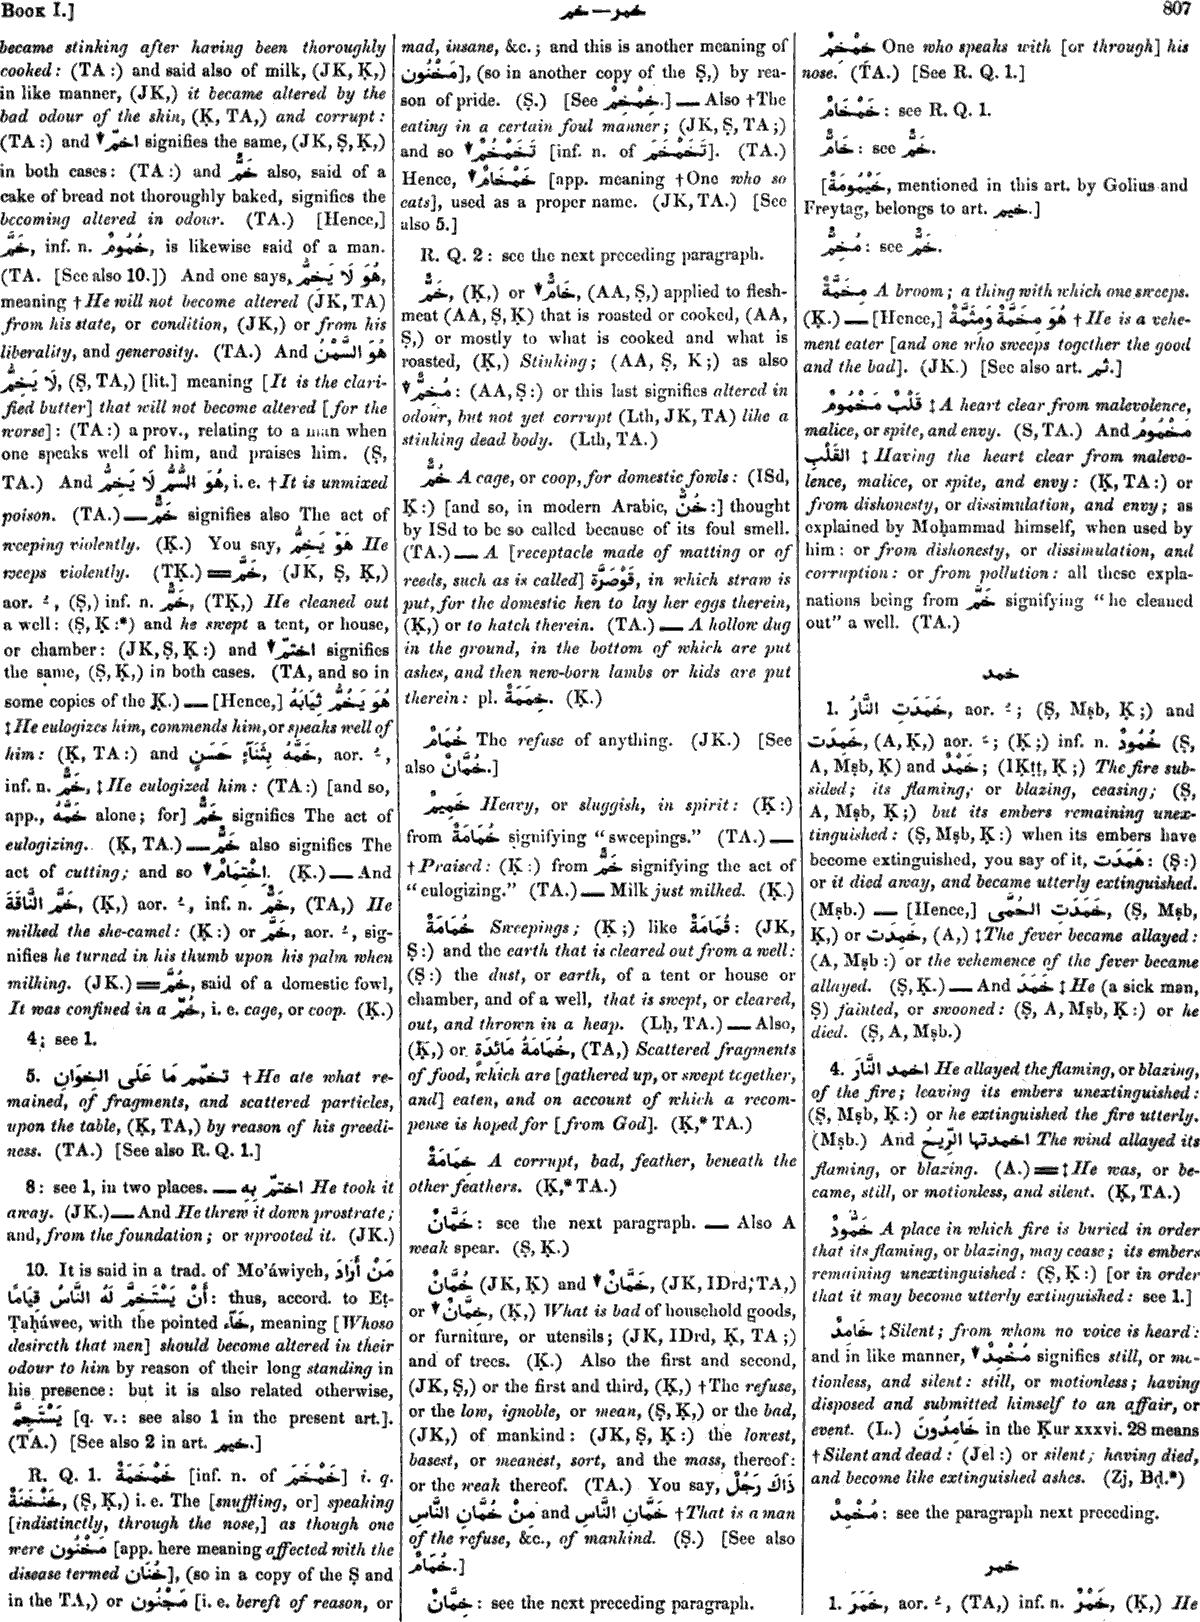 BOOK I.]
خمد — خم
807
became stinking after having been thoroughly
cooked: (TA:) and said also of milk, (JK, Ḳ,)
in like manner, (JK,) it became altered by the
bad odour of the skin, (Ḳ, TA,) and corrupt:
(TA:) and ▼ اخمّ signifies the same, (JK, Ṣ, Ḳ,)
in both cases: (TA:) and خَمَّ also, said of a
cake of bread not thoroughly baked, signifies the
becoming altered in odour. (TA.) [Hence,]
خَمَّ, inf. n. خُمُومٌ, is likewise said of a man.
(TA. [See also 10.]) And one says, هُوَ لَا يَخُمُّ,
meaning † He will not become altered (JK, TA)
from his state, or condition, (JK,) or from his
liberality, and generosity. (TA.) And هُوَ السَّمْنُ
لَا يَخُمُّ, (Ṣ, TA,) [lit.] meaning [It is the clari-
fied butter] that will not become altered [for the
worse]: (TA:) a prov., relating to a man when
one speaks well of him, and praises him. (Ṣ,
TA.) And هُوَ السَّمُّ لَا يَخُمُّ, i. e. † It is unmixed
poison. (TA.) — خَمٌّ signifies also The act of
weeping violently. (Ḳ.) You say, هُوَ يَخُمُّ He
weeps violently. (TḲ.) = خَمَّ, (JK, Ṣ, Ḳ,)
aor. ـُ, (Ṣ,) inf. n. خَمٌّ, (TḲ,) He cleaned out
a well: (Ṣ, Ḳ:*) and he swept a tent, or house,
or chamber: (JK, Ṣ, Ḳ:) and ▼ اختمّ signifies
the same, (Ṣ, Ḳ,) in both cases. (TA, and so in
some copies of the Ḳ.) — [Hence,] هُوَ يَخُمُّ ثِيَابَهُ
‡ He eulogizes him, commends him, or speaks well of
him: (Ḳ, TA:) and خَمَّهُ بِثَنَآءٍ حَسَنٍ, aor. ـُ,
inf. n. خَمٌّ, ‡ He eulogized him: (TA:) [and so,
app., خَمَّهُ alone; for] خَمٌّ signifies The act of
eulogizing. (Ḳ, TA.) — خَمٌّ also signifies The
act of cutting; and so ▼ اِخْتِمَامٌ. (Ḳ.) — And
خَمَّ النَّاقَةَ, (Ḳ,) aor. ـُ, inf. n. خَمٌّ, (TA,) He
milked the she-camel: (Ḳ:) or خَمَّ, aor. ـُ, sig-
nifies he turned in his thumb upon his palm when
milking. (JK.) = خُمَّ, said of a domestic fowl,
It was confined in a خُمّ, i. e. cage, or coop. (Ḳ.)
4: see 1.
5. تخمّم مَا عَلَى الخِوَانِ † He ate what re-
mained, of fragments, and scattered particles,
upon the table, (Ḳ, TA,) by reason of his greedi-
ness. (TA.) [See also R. Q. 1.]
8: see 1, in two places. — اختمّ بِهِ He took it
away. (JK.) — And He threw it down prostrate;
and, from the foundation; or uprooted it. (JK.)
10. It is said in a trad. of Mo'áwiyeh, مَنْ أَرَادَ
أَنْ يَسْتَخِمَّ لَهُ النَّاسُ قِيَامًا: thus, accord. to Eṭ-
Ṭaḥáwee, with the pointed خَآء, meaning [Whoso
desireth that men] should become altered in their
odour to him by reason of their long standing in
his presence: but it is also related otherwise,
يَسْتَجِمَّ [q. v.: see also 1 in the present art.].
(TA.) [See also 2 in art. خيم.]
R. Q. 1. خَمْخَمَةٌ [inf. n. of خَمْخَمَ] i. q.
خَنْخَنَةٌ, (Ṣ, Ḳ,) i. e. The [snuffling, or] speaking
[indistinctly, through the nose,] as though one
were مَخْنُون [app. here meaning affected with the
disease termed خُنَان], (so in a copy of the Ṣ and
in the TA,) or مَجْنُون [i. e. bereft of reason, or
mad, insane, &c.; and this is another meaning of
مَخْنُون], (so in another copy of the Ṣ,) by rea-
son of pride. (Ṣ.) [See خِمْخِمٌ.] — Also † The
eating in a certain foul manner; (JK, Ṣ, TA;)
and so ▼ تَخَمْخُمٌ [inf. n. of تَخَمْخَمَ]. (TA.)
Hence, ▼ خَمْخَامٌ [app. meaning † One who so
eats], used as a proper name. (JK, TA.) [See
also 5.]
R. Q. 2: see the next preceding paragraph.
خَمٌّ, (Ḳ,) or ▼ خَامٌّ, (AA, Ṣ,) applied to flesh-
meat (AA, Ṣ, Ḳ) that is roasted or cooked, (AA,
Ṣ,) or mostly to what is cooked and what is
roasted, (Ḳ,) Stinking; (AA, Ṣ, K;) as also
▼ مُخِمٌّ: (AA, Ṣ:) or this last signifies altered in
odour, but not yet corrupt (Lth, JK, TA) like a
stinking dead body. (Lth, TA.)
خُمٌّ A cage, or coop, for domestic fowls: (ISd,
Ḳ:) [and so, in modern Arabic, خُنٌّ:] thought
by ISd to be so called because of its foul smell.
(TA.) — A [receptacle made of matting or of
reeds, such as is called] قَوْصَرَّة, in which straw is
put, for the domestic hen to lay her eggs therein,
(Ḳ,) or to hatch therein. (TA.) — A hollow dug
in the ground, in the bottom of which are put
ashes, and then new-born lambs or kids are put
therein: pl. خِمَمَةٌ. (Ḳ.)
خُمَامٌ The refuse of anything. (JK.) [See
also خُمَّانٌ.]
خَمِيمٌ Heavy, or sluggish, in spirit: (Ḳ:)
from خُمَامَةٌ signifying "sweepings." (TA.) —
† Praised: (Ḳ:) from خَمٌّ signifying the act of
"eulogizing." (TA.) — Milk just milked. (Ḳ.)
خُمَامَةٌ Sweepings; (Ḳ;) like قُمَامَةٌ: (JK,
Ṣ:) and the earth that is cleared out from a well:
(Ṣ:) the dust, or earth, of a tent or house or
chamber, and of a well, that is swept, or cleared,
out, and thrown in a heap. (Lḥ, TA.) — Also,
(Ḳ,) or خُمَامَةُ مَائِدَةٍ, (TA,) Scattered fragments
of food, which are [gathered up, or swept together,
and] eaten, and on account of which a recom-
pense is hoped for [from God]. (Ḳ,* TA.)
خِمَامَةٌ A corrupt, bad, feather, beneath the
other feathers. (Ḳ,* TA.)
خَمَّانٌ: see the next paragraph. — Also A
weak spear. (Ṣ, Ḳ.)
خُمَّانٌ (JK, Ḳ) and ▼ خَمَّانٌ, (JK, IDrd, TA,)
or ▼ خِمَّانٌ, (Ḳ,) What is bad of household goods,
or furniture, or utensils; (JK, IDrd, Ḳ, TA;)
and of trees. (Ḳ.) Also the first and second,
(JK, Ṣ,) or the first and third, (Ḳ,) † The refuse,
or the low, ignoble, or mean, (Ṣ, Ḳ,) or the bad,
(JK,) of mankind: (JK, Ṣ, Ḳ:) the lowest,
basest, or meanest, sort, and the mass, thereof:
or the weak thereof. (TA.) You say, ذَاكَ رَجُلٌ
مِنْ خُمَّانِ النَّاسِ and خَمَّانِ النَّاسِ † That is a man
of the refuse, &c., of mankind. (Ṣ.) [See also
خُمَامٌ.]
خِمَّانٌ: see the next preceding paragraph.
خِمْخِمٌ One who speaks with [or through] his
nose. (TA.) [See R. Q. 1.]
خَمْخَامٌ: see R. Q. 1.
خَامٌّ: see خَمٌّ.
[خَيْمُومَةٌ, mentioned in this art. by Golius and
Freytag, belongs to art. خيم.]
مُخِمٌّ: see خَمٌّ.
مِخَمَّةٌ A broom; a thing with which one sweeps.
(Ḳ.) — [Hence,] هُوَ مِخَمَّةٌ وَمِثَمَّةٌ † He is a vehe-
ment eater [and one who sweeps together the good
and the bad]. (JK.) [See also art. ثم.]
قَلْبٌ مَخْمُومٌ ‡ A heart clear from malevolence,
malice, or spite, and envy. (S, TA.) And مَخْمُومُ
القَلْبِ ‡ Having the heart clear from malevo-
lence, malice, or spite, and envy: (Ḳ, TA:) or
from dishonesty, or dissimulation, and envy; as
explained by Moḥammad himself, when used by
him: or from dishonesty, or dissimulation, and
corruption: or from pollution: all these expla-
nations being from خَمَّ signifying "he cleaned
out" a well. (TA.)
خمد
1. خَمَدَتِ النَّارُ, aor. ـُ; (Ṣ, Mṣb, Ḳ;) and
خَمِدَت, (A, Ḳ,) aor. ـَ; (Ḳ;) inf. n. خُمُودٌ (Ṣ,
A, Mṣb, Ḳ) and خَمْدٌ; (IKṭṭ, Ḳ;) The fire sub-
sided; its flaming, or blazing, ceasing; (Ṣ,
A, Mṣb, Ḳ;) but its embers remaining unex-
tinguished: (Ṣ, Mṣb, Ḳ:) when its embers have
become extinguished, you say of it, هَمَدَت: (Ṣ:)
or it died away, and became utterly extinguished.
(Mṣb.) — [Hence,] خَمَدَتِ الحُمَّى, (Ṣ, Mṣb,
Ḳ,) or خَمِدَت, (A,) ‡ The fever became allayed:
(A, Mṣb:) or the vehemence of the fever became
allayed. (Ṣ, Ḳ.) — And خَمَدَ ‡ He (a sick man,
Ṣ) fainted, or swooned: (Ṣ, A, Mṣb, Ḳ:) or he
died. (Ṣ, A, Mṣb.)
4. اخمد النَّارَ He allayed the flaming, or blazing,
of the fire; leaving its embers unextinguished:
(Ṣ, Mṣb, Ḳ:) or he extinguished the fire utterly.
(Mṣb.) And اخمدتها الرِّيحُ The wind allayed its
flaming, or blazing. (A.) = ‡ He was, or be-
came, still, or motionless, and silent. (Ḳ, TA.)
خَمُّودٌ A place in which fire is buried in order
that its flaming, or blazing, may cease; its embers
remaining unextinguished: (Ṣ, Ḳ:) [or in order
that it may become utterly extinguished: see 1.]
خَامِدٌ ‡ Silent; from whom no voice is heard:
and in like manner, ▼ مُخْمِدٌ signifies still, or mo-
tionless, and silent: still, or motionless; having
disposed and submitted himself to an affair, or
event. (L.) خَامِدُونَ in the Ḳur xxxvi. 28 means
† Silent and dead: (Jel:) or silent; having died,
and become like extinguished ashes. (Zj, Bḍ.*)
مُخْمِدٌ: see the paragraph next preceding.
خمر
1. خَمَرَ, aor. ـُ, (TA,) inf. n. خَمْرٌ, (Ḳ,) He